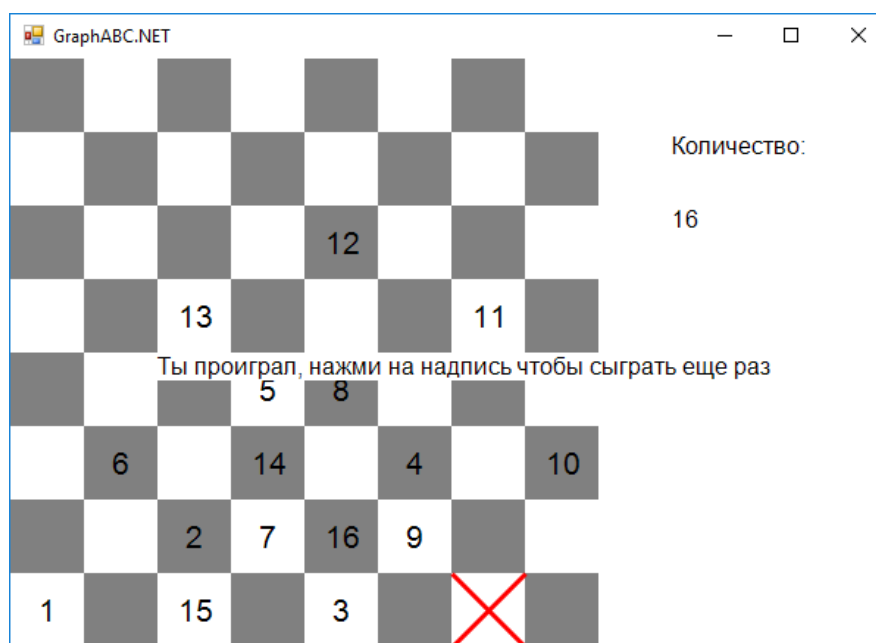 GraphABC.NET
Количество:
12
16
13 11
Ты проиграл, нажми на надпись чтобы сыграть еще раз
5 8
6 14 4 10
2 7 16 9
1 15 3